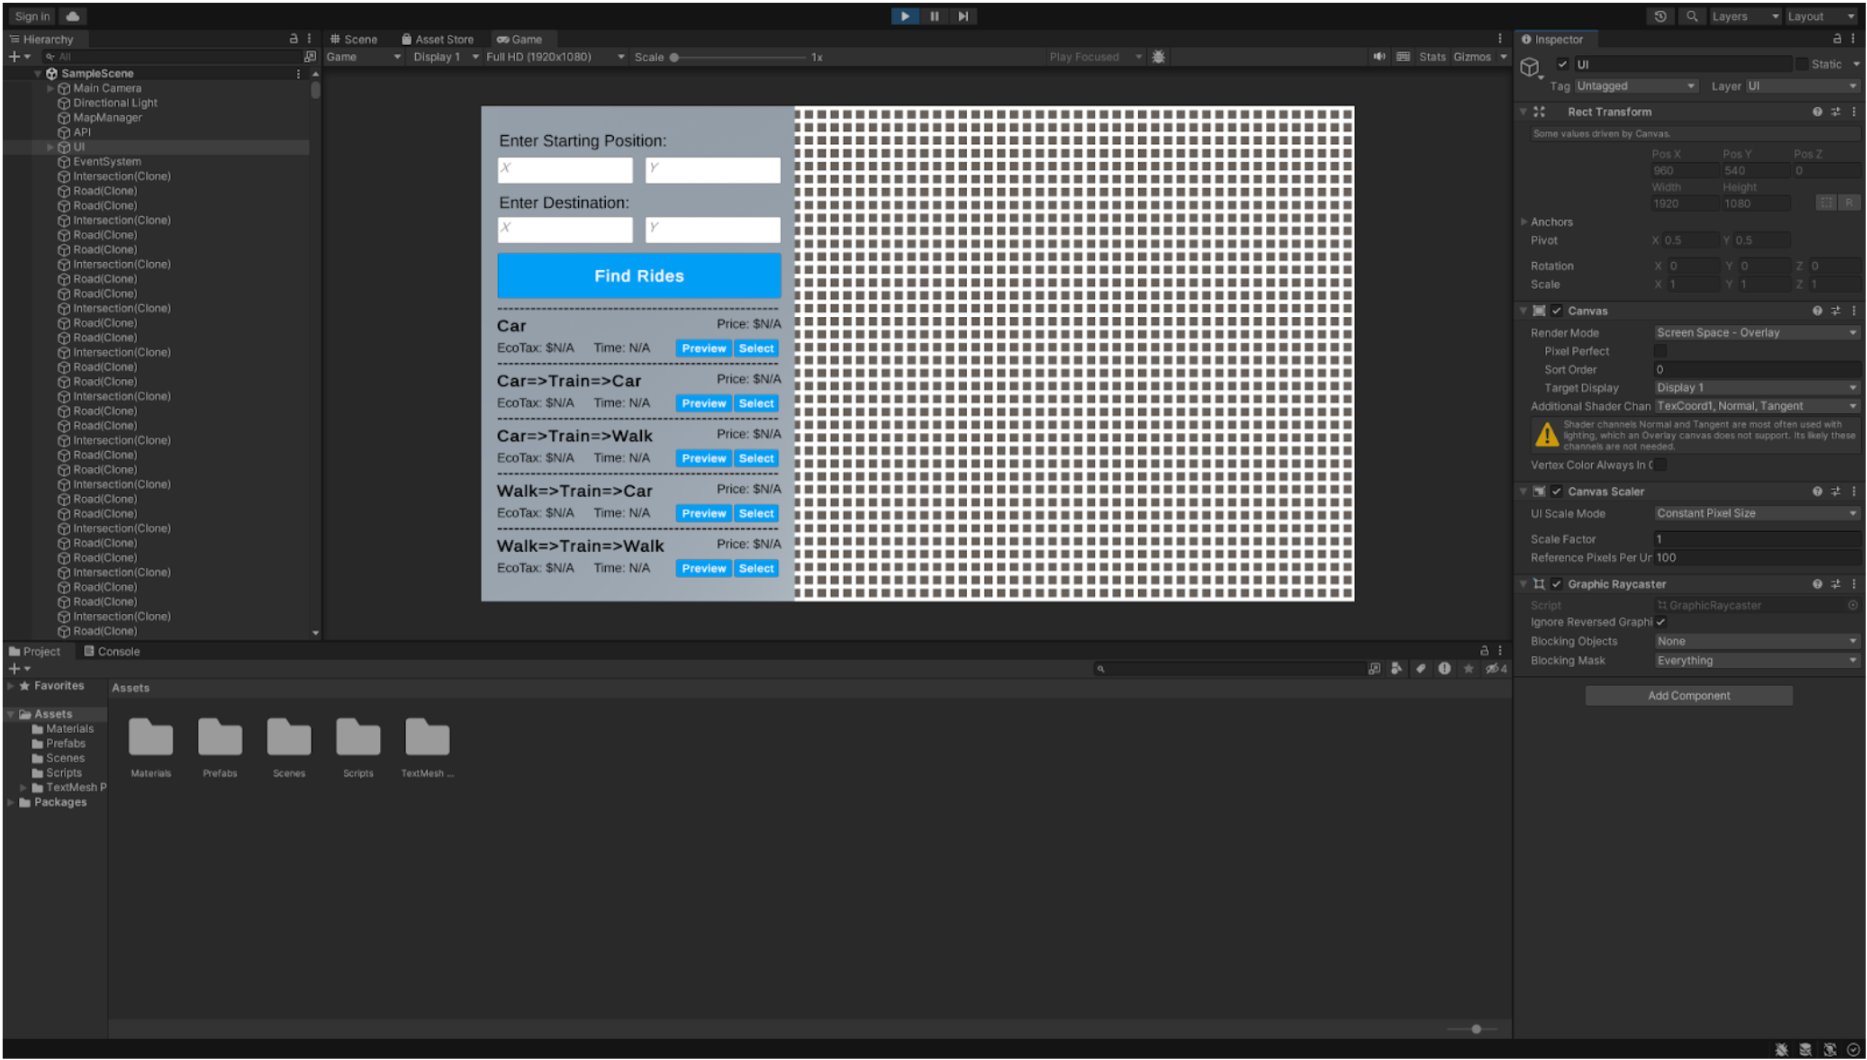 Sign in
Layers
Layout
Hierarchy
Scene
Asset Store
Game
Inspector
All
Game
Display 1
Full HD (1920x1080)
Scale
1x
Play Focused
Stats
Gizmos
SampleScene
Main Camera
Directional Light
MapManager
API
UI
EventSystem
Intersection(Clone)
Road(Clone)
Road(Clone)
Intersection(Clone)
Road(Clone)
Road(Clone)
Intersection(Clone)
Road(Clone)
Road(Clone)
Intersection(Clone)
Road(Clone)
Road(Clone)
Intersection(Clone)
Road(Clone)
Road(Clone)
Intersection(Clone)
Road(Clone)
Road(Clone)
Intersection(Clone)
Road(Clone)
Road(Clone)
Intersection(Clone)
Road(Clone)
Road(Clone)
Intersection(Clone)
Road(Clone)
Road(Clone)
Intersection(Clone)
Road(Clone)
Road(Clone)
Intersection(Clone)
Road(Clone)
Enter Starting Position:
X Y
Enter Destination:
X Y
Find Rides
Car Price: $N/A
EcoTax: $N/A Time: N/A Preview Select
Car=>Train=>Car Price: $N/A
EcoTax: $N/A Time: N/A Preview Select
Car=>Train=>Walk Price: $N/A
EcoTax: $N/A Time: N/A Preview Select
Walk=>Train=>Car Price: $N/A
EcoTax: $N/A Time: N/A Preview Select
Walk=>Train=>Walk Price: $N/A
EcoTax: $N/A Time: N/A Preview Select
UI Static
Tag Untagged Layer UI
Rect Transform
Some values driven by Canvas.
Pos X Pos Y Pos Z
960 540 0
Width Height
1920 1080 R
Anchors
Pivot X 0.5 Y 0.5
Rotation X 0 Y 0 Z 0
Scale X 1 Y 1 Z 1
Canvas
Render Mode Screen Space - Overlay
Pixel Perfect
Sort Order 0
Target Display Display 1
Additional Shader Chan TexCoord1, Normal, Tangent
Shader channels Normal and Tangent are most often used with
lighting, which an Overlay canvas does not support. Its likely these
channels are not needed.
Vertex Color Always In G
Canvas Scaler
UI Scale Mode Constant Pixel Size
Scale Factor 1
Reference Pixels Per Ur 100
Graphic Raycaster
Script GraphicRaycaster
Ignore Reversed Graphi
Blocking Objects None
Blocking Mask Everything
Add Component
Project
Console
4
Favorites
Assets
Materials
Prefabs
Scenes
Scripts
TextMesh P
Packages
Assets
Materials Prefabs Scenes Scripts TextMesh ...